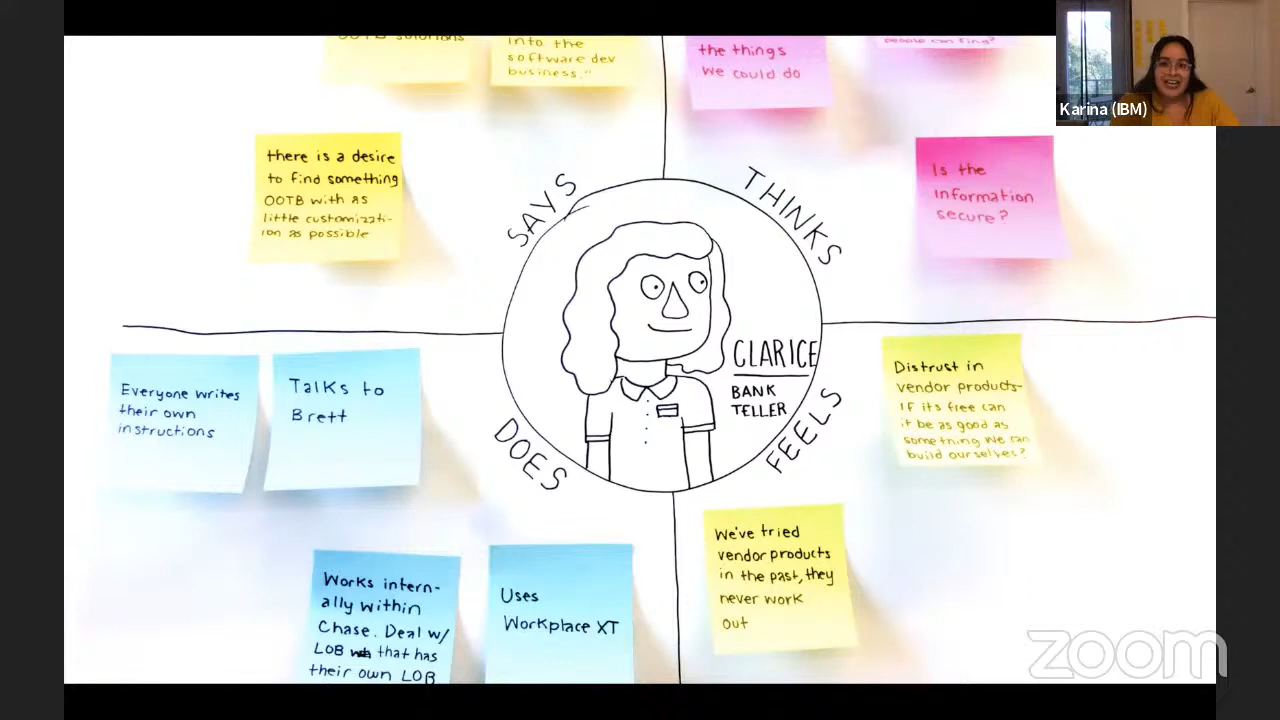 into the
software dev
business."
the things
we could do
people can find?
Karina (IBM)
there is a desire
to find something
OOTB with as
little customizati-
ion as possible
SAYS
THINKS
Is the
information
secure?
CLARICE
BANK
TELLER
DOES
FEELS
Everyone writes
their own
instructions
Talks to
Brett
Distrust in
vendor products-
If its free can
it be as good as
something we can
build ourselves?
Works intern-
ally within
Chase. Deal w/
LOB that has
their own LOB
Uses
Workplace XT
We've tried
vendor products
in the past, they
never work
out
zoom